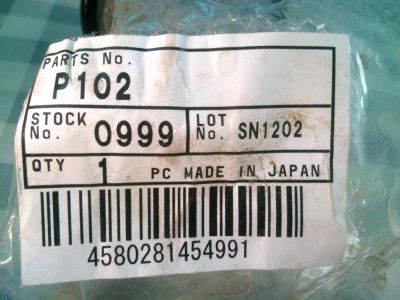 PARTS No.
P102
STOCK No. 0999 LOT No. SN1202
QTY 1 PC MADE IN JAPAN
4580281454991